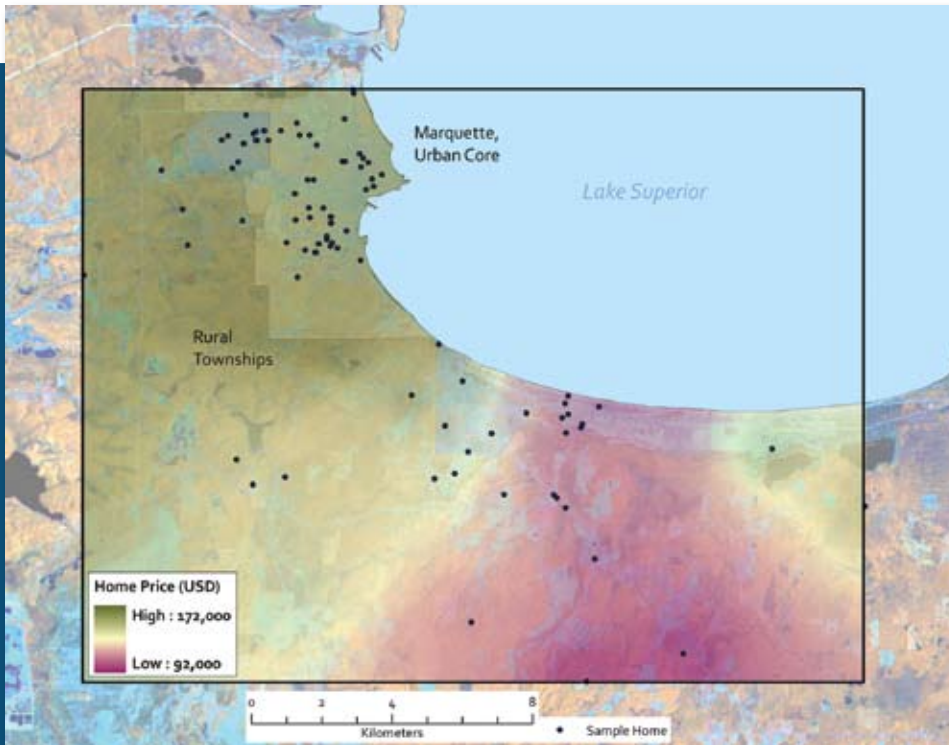 Marquette,
Urban Core
Lake Superior
Rural
Townships
Home Price (USD)
High : 172,000
Low : 92,000
0 2 4 8
Kilometers
Sample Home